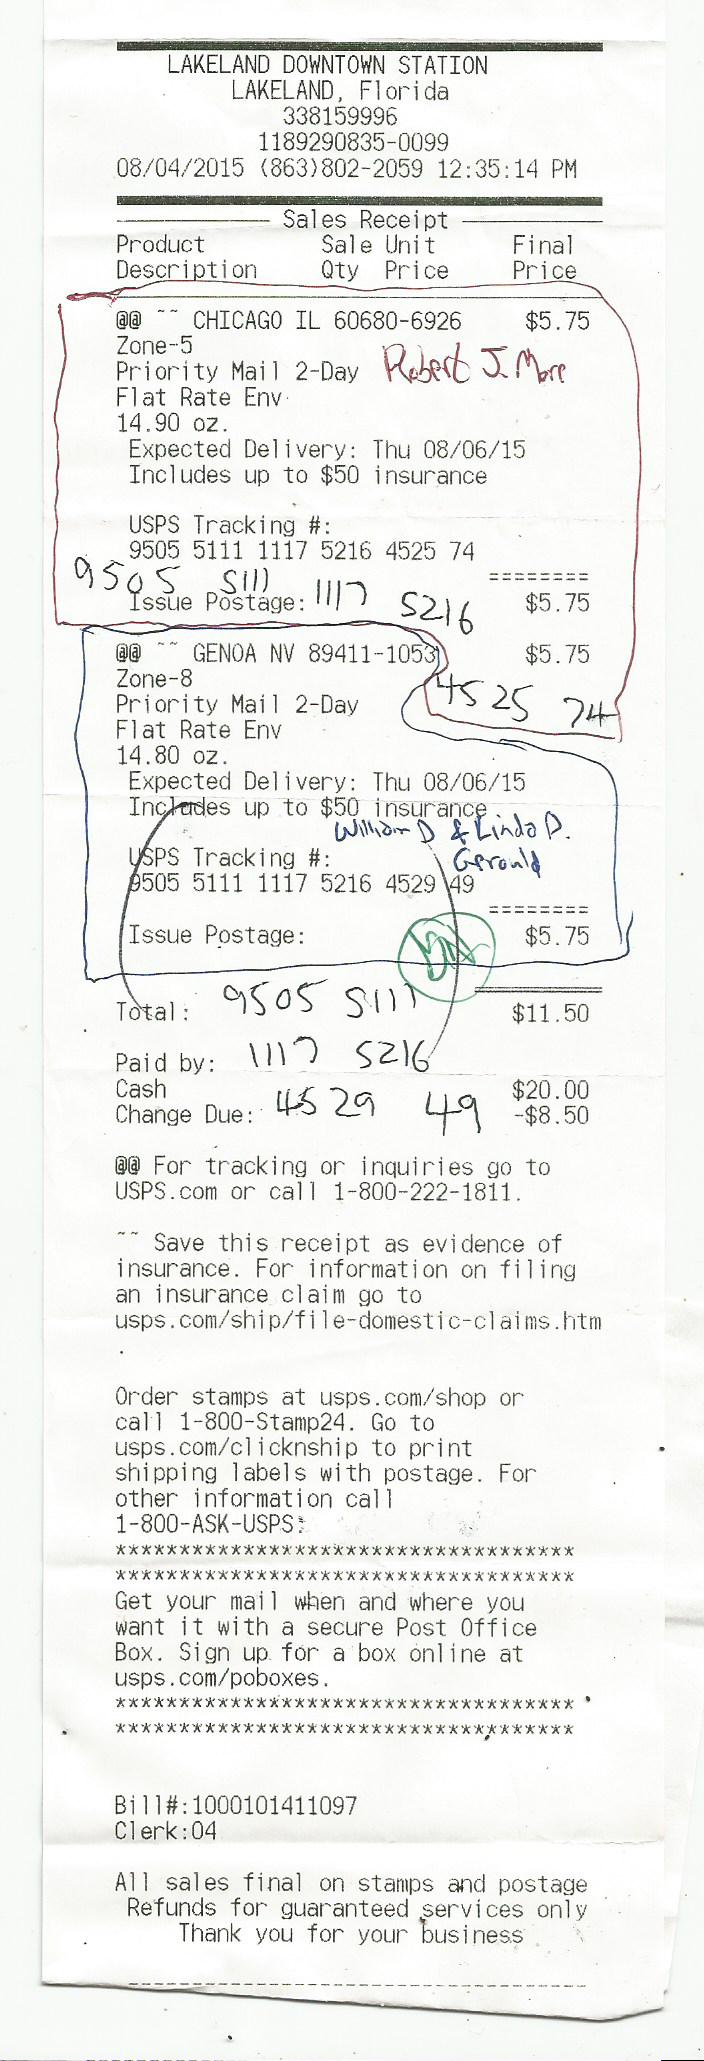 LAKELAND DOWNTOWN STATION
LAKELAND, Florida
338159996
1189290835-0099
08/04/2015 (863)802-2059 12:35:14 PM
Sales Receipt
Product Sale Unit Final
Description Qty Price Price
@@ ~~ CHICAGO IL 60680-6926 $5.75
Zone-5
Priority Mail 2-Day Robert J. More
Flat Rate Env
14.90 oz.
Expected Delivery: Thu 08/06/15
Includes up to $50 insurance
USPS Tracking #:
9505 5111 1117 5216 4525 74
========
9505 5111 1117 5216
Issue Postage: $5.75
@@ ~~ GENOA NV 89411-1053 $5.75
Zone-8
4525 74
Priority Mail 2-Day
Flat Rate Env
14.80 oz.
Expected Delivery: Thu 08/06/15
Includes up to $50 insurance
William D & Linda D.
USPS Tracking #: Gerould
9505 5111 1117 5216 4529 49
========
Issue Postage: $5.75
9505 5111
Total: $11.50
1117 5216
Paid by:
Cash $20.00
4529 49
Change Due: -$8.50
@@ For tracking or inquiries go to
USPS.com or call 1-800-222-1811.
~~ Save this receipt as evidence of
insurance. For information on filing
an insurance claim go to
usps.com/ship/file-domestic-claims.htm
.
Order stamps at usps.com/shop or
call 1-800-Stamp24. Go to
usps.com/clicknship to print
shipping labels with postage. For
other information call
1-800-ASK-USPS.
************************************
************************************
Get your mail when and where you
want it with a secure Post Office
Box. Sign up for a box online at
usps.com/poboxes.
************************************
************************************
Bill#:1000101411097
Clerk:04
All sales final on stamps and postage
Refunds for guaranteed services only
Thank you for your business